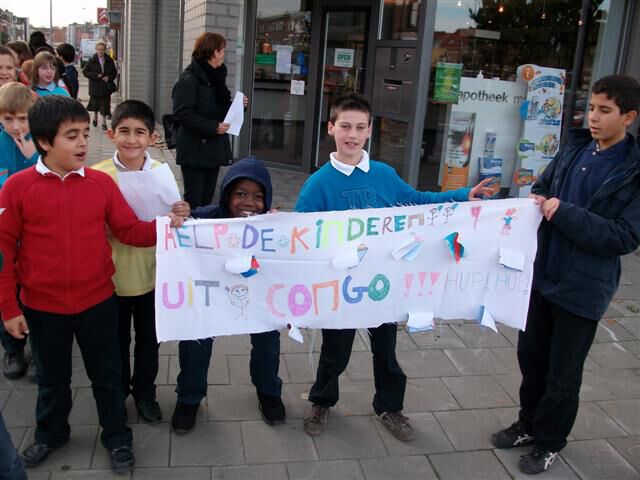 HELP DE KINDEREN
UIT CONGO !!! HUP! HUP!
Apotheek
OPEN